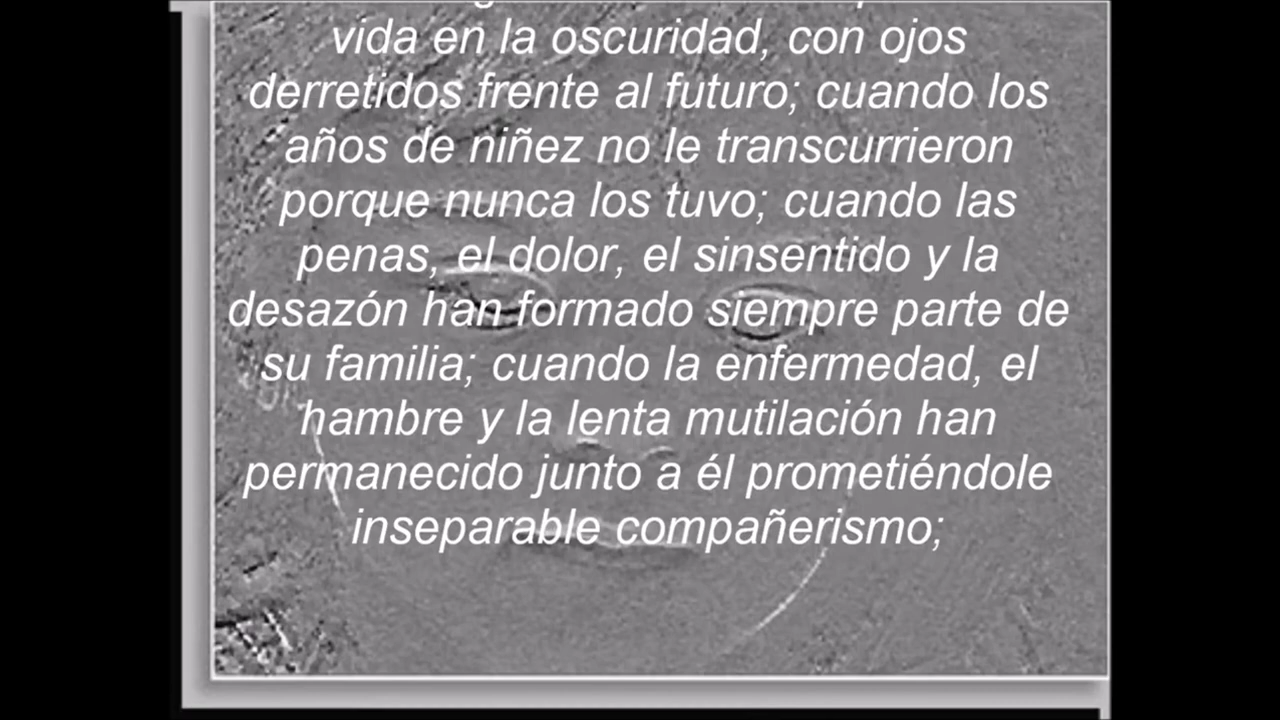 vida en la oscuridad, con ojos
derretidos frente al futuro; cuando los
años de niñez no le transcurrieron
porque nunca los tuvo; cuando las
penas, el dolor, el sinsentido y la
desazón han formado siempre parte de
su familia; cuando la enfermedad, el
hambre y la lenta mutilación han
permanecido junto a él prometiéndole
inseparable compañerismo;